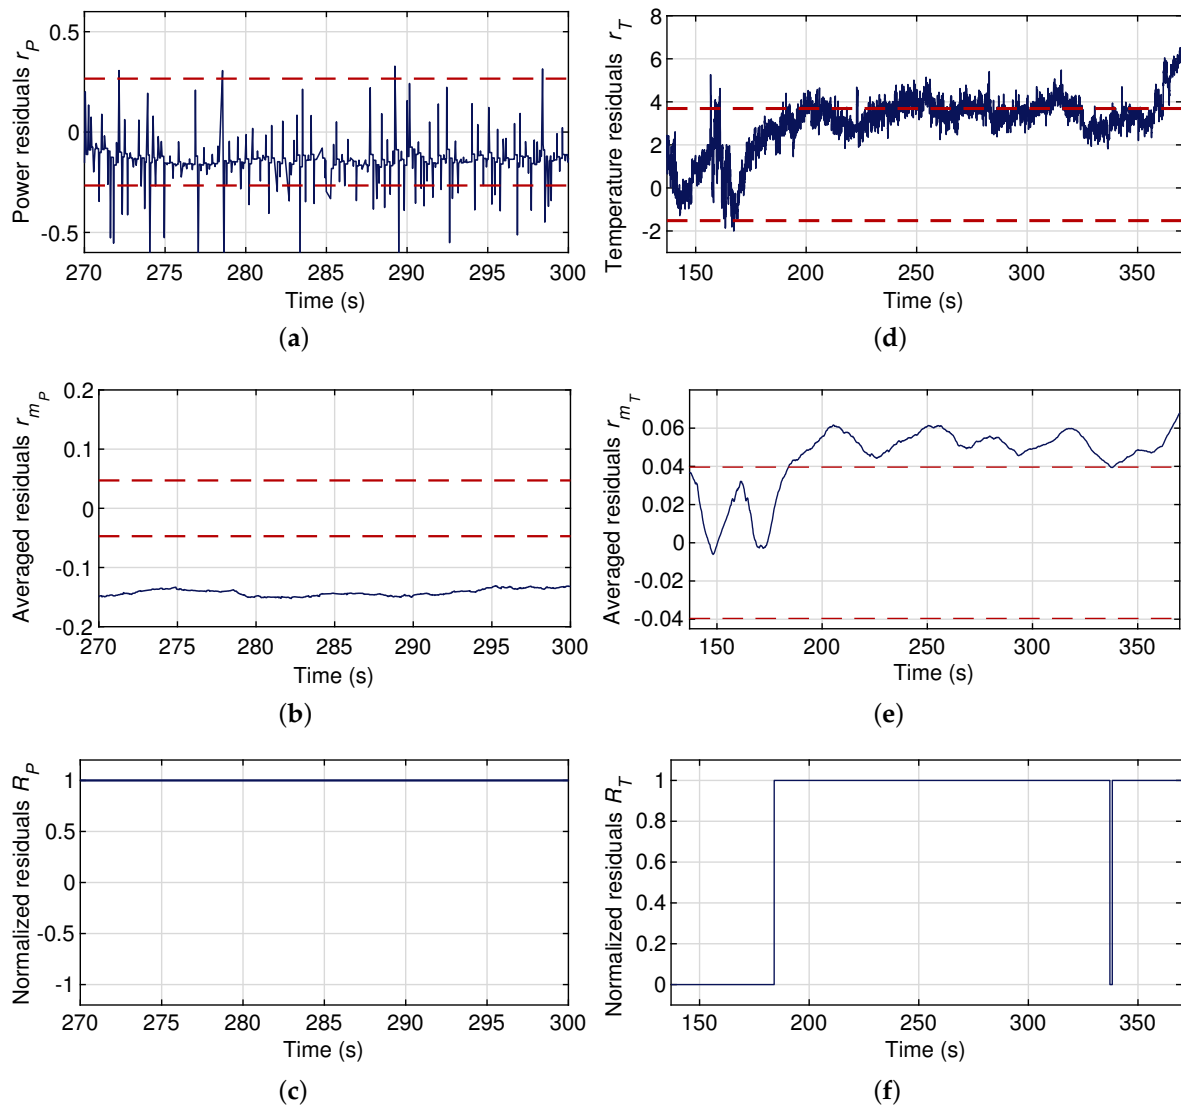 Power residuals r_P
0.5
0
-0.5
270 275 280 285 290 295 300
Time (s)
(a)
Temperature residuals r_T
8
6
4
2
0
-2
150 200 250 300 350
Time (s)
(d)
Averaged residuals r_{m_P}
0.2
0.1
0
-0.1
-0.2
270 275 280 285 290 295 300
Time (s)
(b)
Averaged residuals r_{m_T}
0.06
0.04
0.02
0
-0.02
-0.04
150 200 250 300 350
Time (s)
(e)
Normalized residuals R_P
1
0.5
0
-0.5
-1
270 275 280 285 290 295 300
Time (s)
(c)
Normalized residuals R_T
1
0.8
0.6
0.4
0.2
0
150 200 250 300 350
Time (s)
(f)